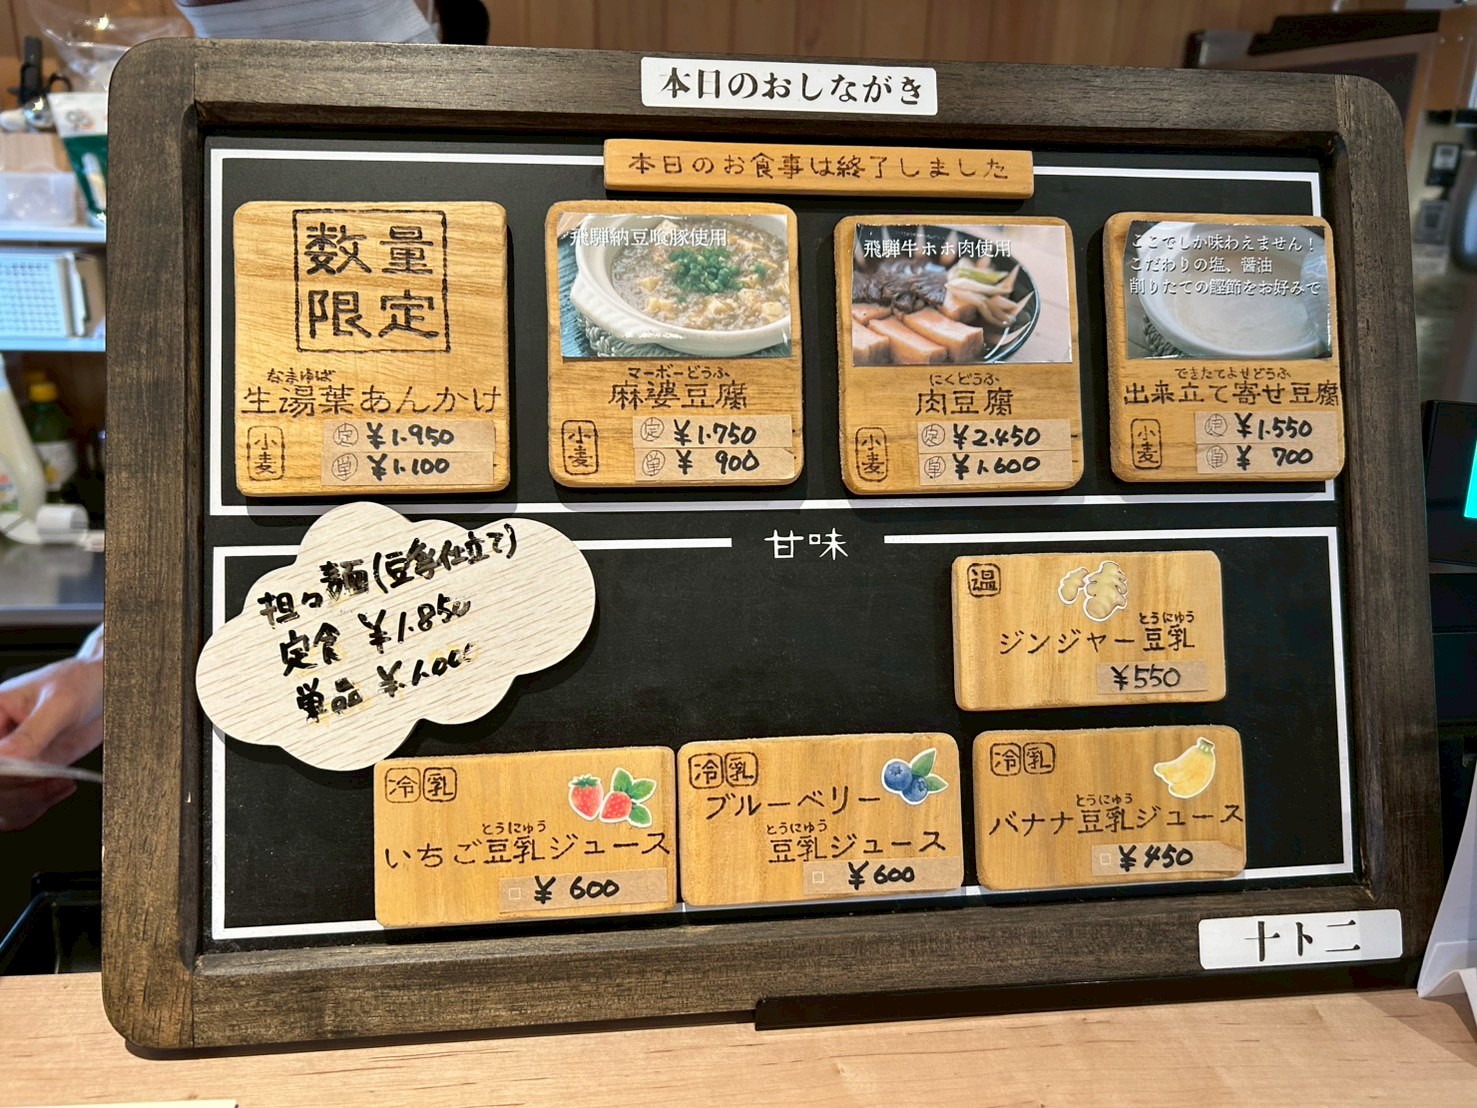 本日のおしながき
本日のお食事は終了しました
数量
限定
なまゆば
生湯葉あんかけ
小麦
定 ¥1.950
単 ¥1.100
飛騨納豆喰豚使用
マーボーどうふ
麻婆豆腐
小麦
定 ¥1.750
単 ¥ 900
飛騨牛ホホ肉使用
にくどうふ
肉豆腐
小麦
定 ¥2.450
単 ¥1.600
ここでしか味わえません！
こだわりの塩、醤油
削りたての鰹節をお好みで
できたてよせどうふ
出来立て寄せ豆腐
小麦
定 ¥1.550
単 ¥ 700
甘味
担々麺(豆乳仕立て)
定食 ¥1.850
単品 ¥1,000
温
とうにゅう
ジンジャー豆乳
¥550
冷 乳
とうにゅう
いちご豆乳ジュース
¥ 600
冷 乳
ブルーベリー
とうにゅう
豆乳ジュース
¥600
冷 乳
とうにゅう
バナナ豆乳ジュース
¥450
十ト二